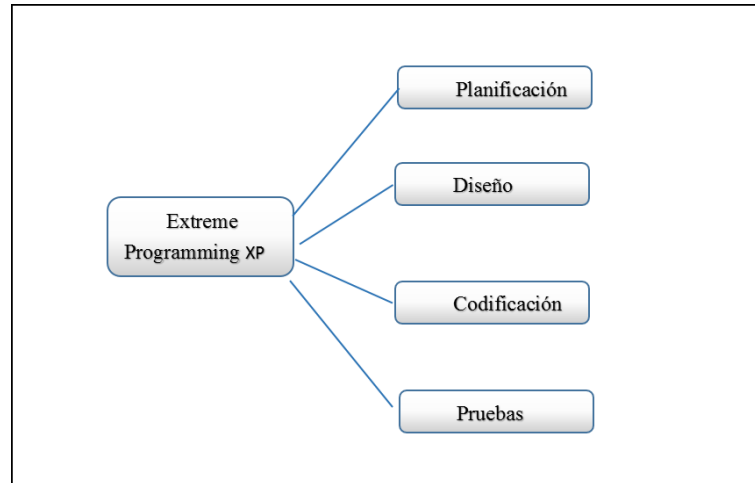 Planificación
Diseño
Extreme
Programming XP
Codificación
Pruebas